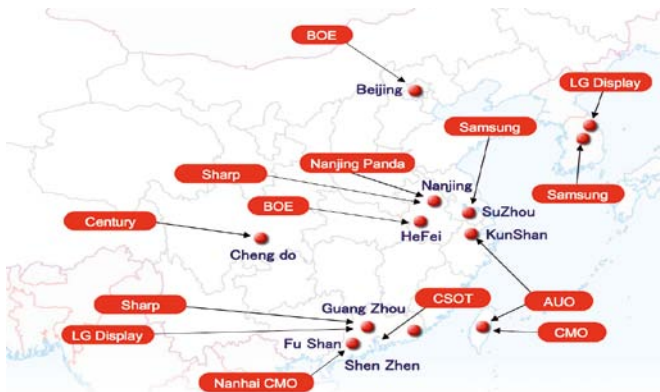 BOE
Beijing
LG Display
Samsung
Nanjing Panda
Sharp
Nanjing
Samsung
BOE
SuZhou
Century
HeFei
KunShan
Cheng do
CSOT
Sharp
Guang Zhou
AUO
LG Display
Fu Shan
CMO
Shen Zhen
Nanhai CMO